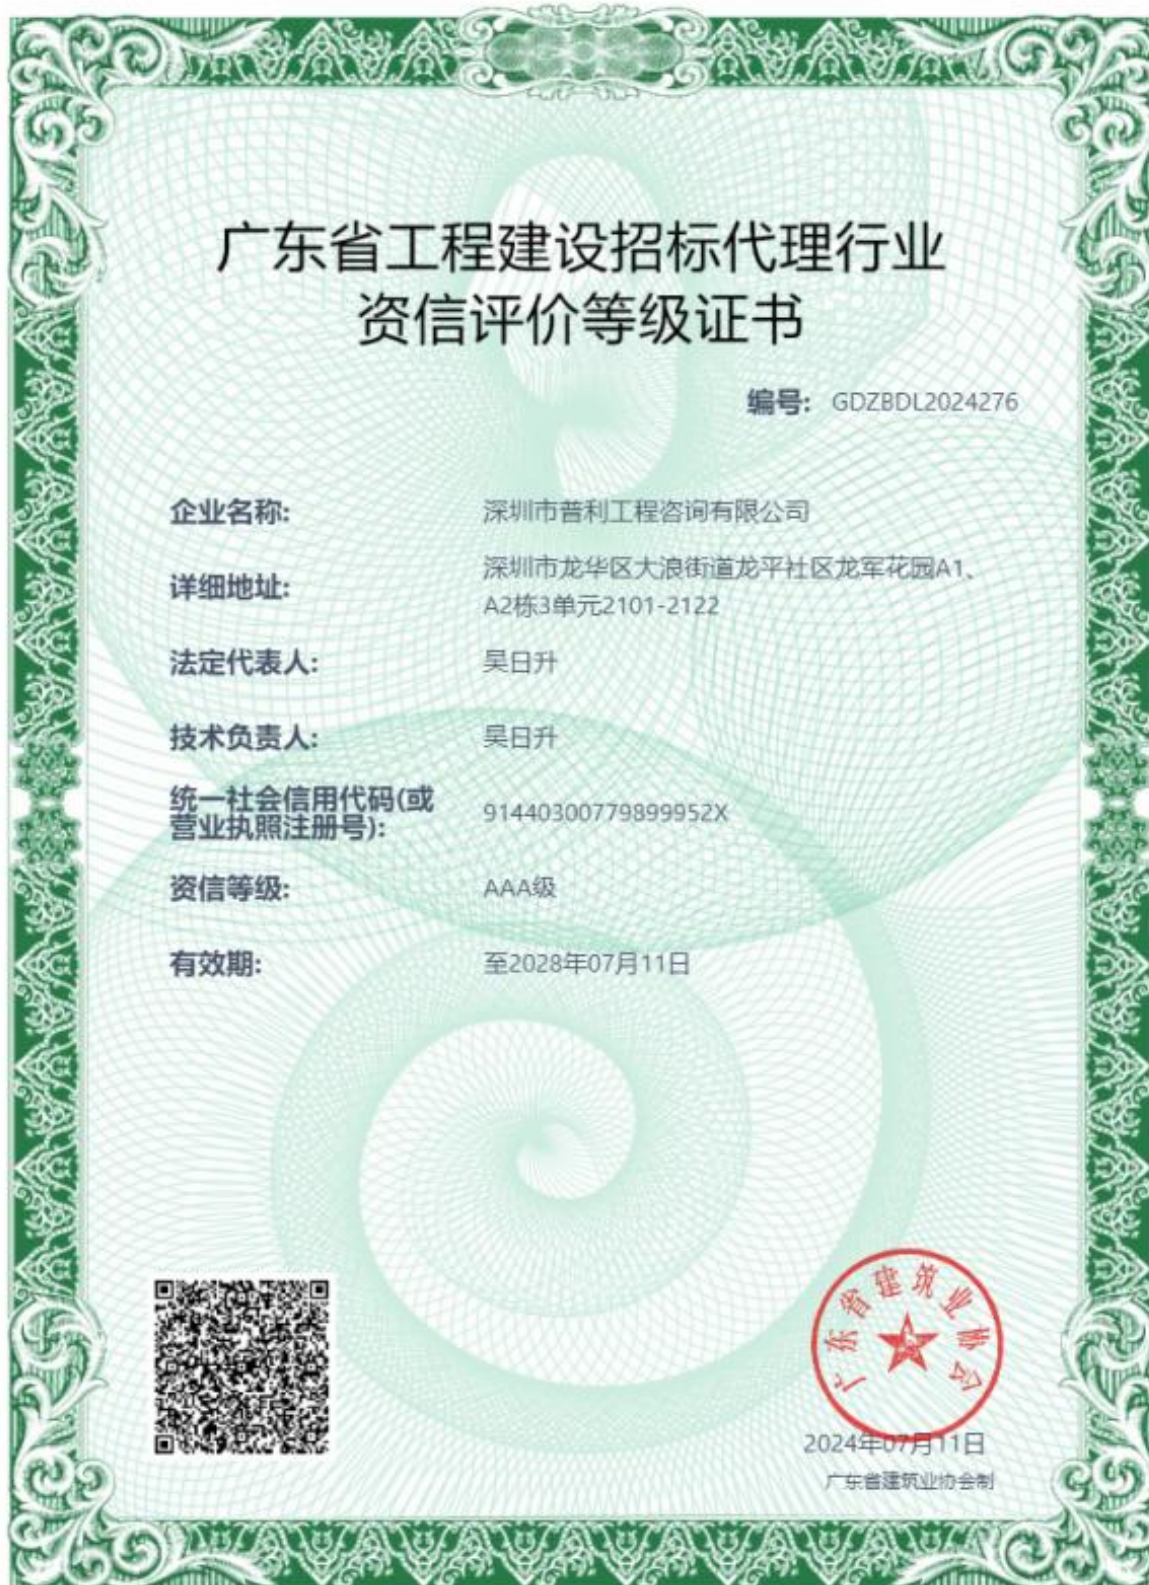 广东省工程建设招标代理行业
资信评价等级证书
编号: GDZBDL2024276
企业名称: 深圳市普利工程咨询有限公司
详细地址: 深圳市龙华区大浪街道龙平社区龙军花园A1、
A2栋3单元2101-2122
法定代表人: 吴日升
技术负责人: 吴日升
统一社会信用代码(或
营业执照注册号): 91440300779899952X
资信等级: AAA级
有效期: 至2028年07月11日
广东省建筑业协会
2024年07月11日
广东省建筑业协会制